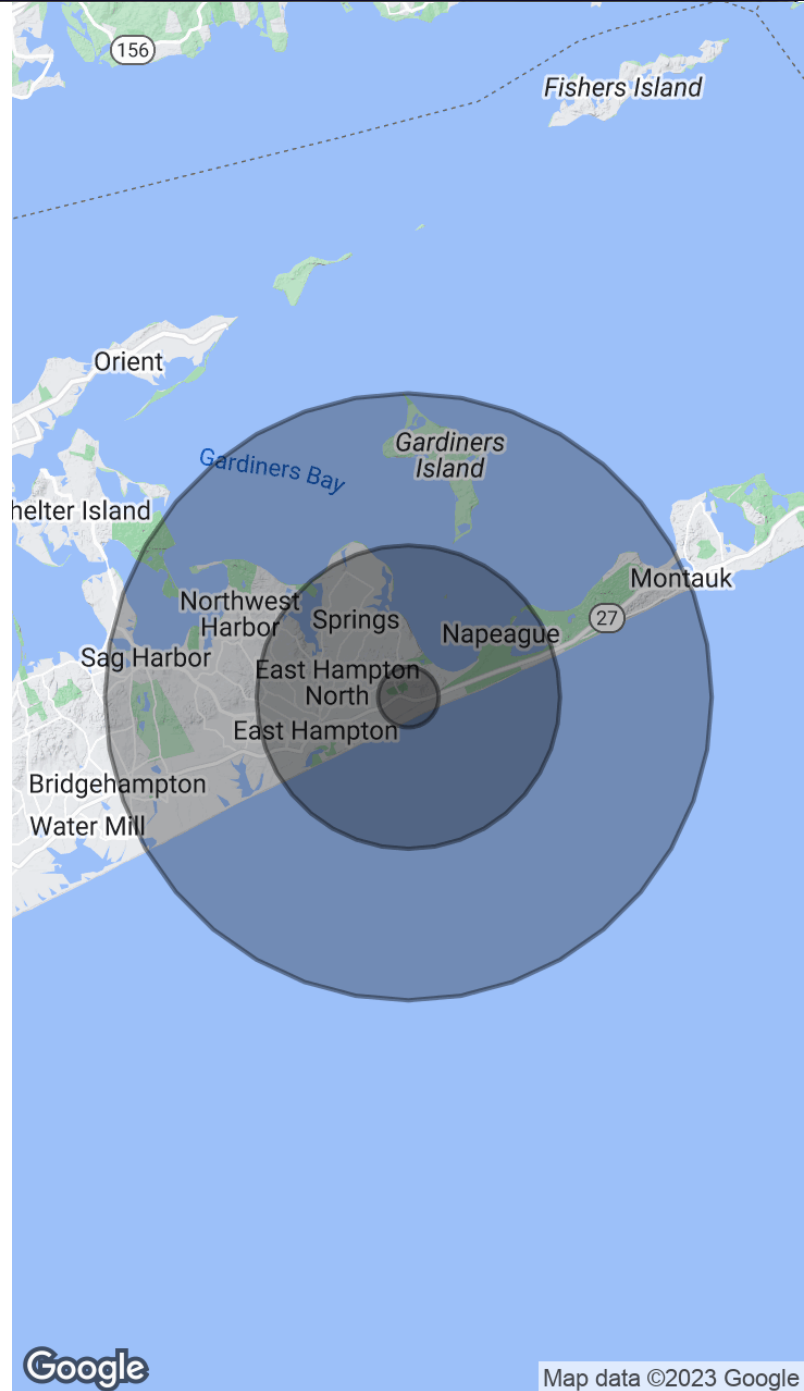 156
Fishers Island
Orient
Gardiners
Island
Gardiners Bay
helter Island
Montauk
Northwest
Harbor
Springs
27
Napeague
Sag Harbor
East Hampton
North
East Hampton
Bridgehampton
Water Mill
Google
Map data ©2023 Google